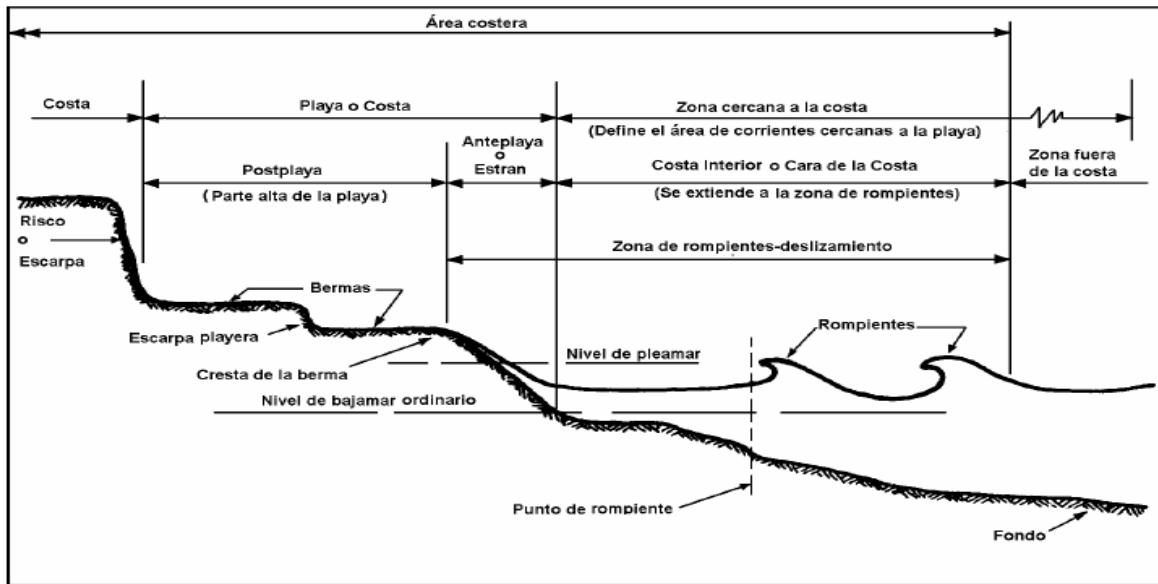 Área costera
Costa
Playa o Costa
Zona cercana a la costa
(Define el área de corrientes cercanas a la playa)
Anteplaya
o
Estran
Postplaya
(Parte alta de la playa)
Costa Interior o Cara de la Costa
(Se extiende a la zona de rompientes)
Zona fuera
de la costa
Risco
o
Escarpa
Zona de rompientes-deslizamiento
Bermas
Escarpa playera
Rompientes
Nivel de pleamar
Cresta de la berma
Nivel de bajamar ordinario
Punto de rompiente
Fondo